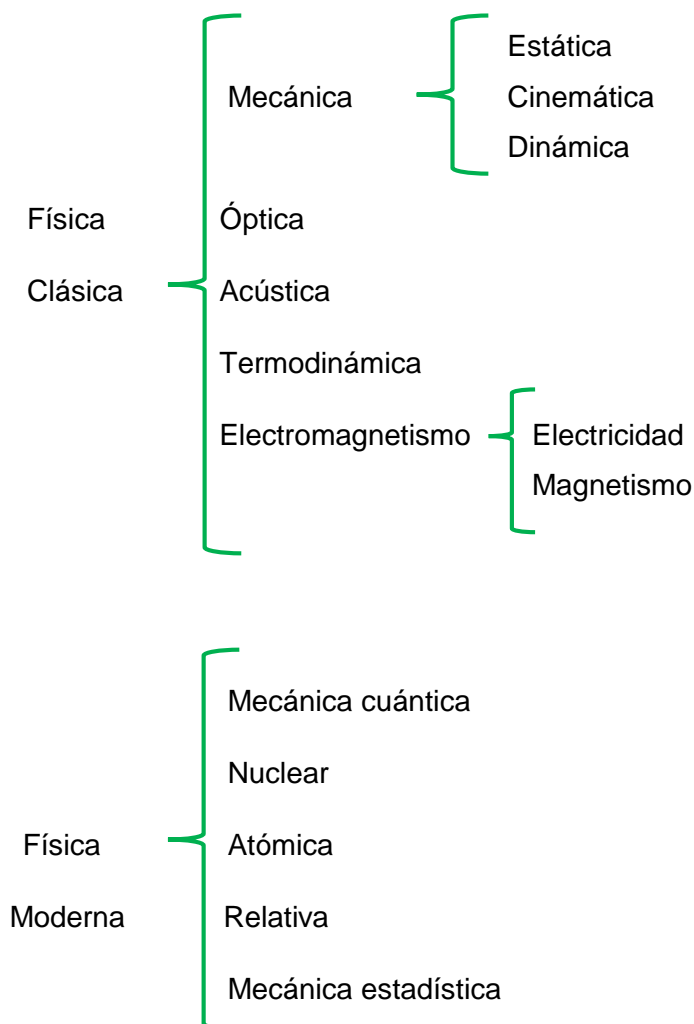 Estática
Mecánica
Cinemática
Dinámica
Física
Óptica
Clásica
Acústica
Termodinámica
Electromagnetismo
Electricidad
Magnetismo
Mecánica cuántica
Nuclear
Física
Atómica
Moderna
Relativa
Mecánica estadística